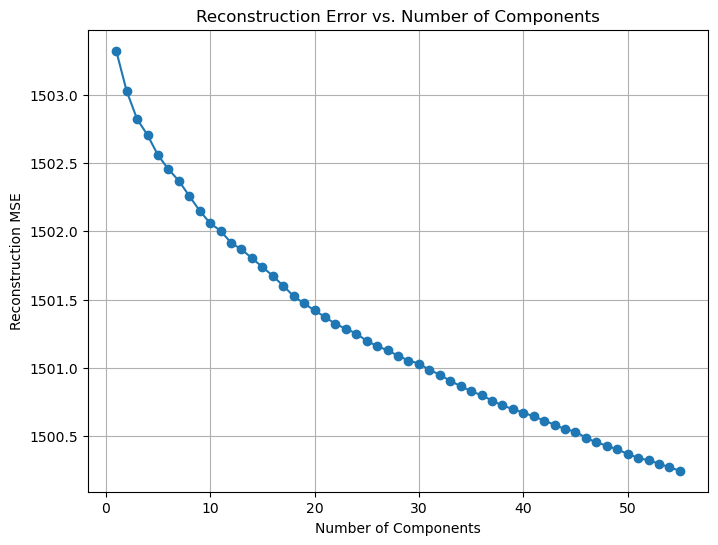 Reconstruction Error vs. Number of Components
Reconstruction MSE
1503.0
1502.5
1502.0
1501.5
1501.0
1500.5
0 10 20 30 40 50
Number of Components